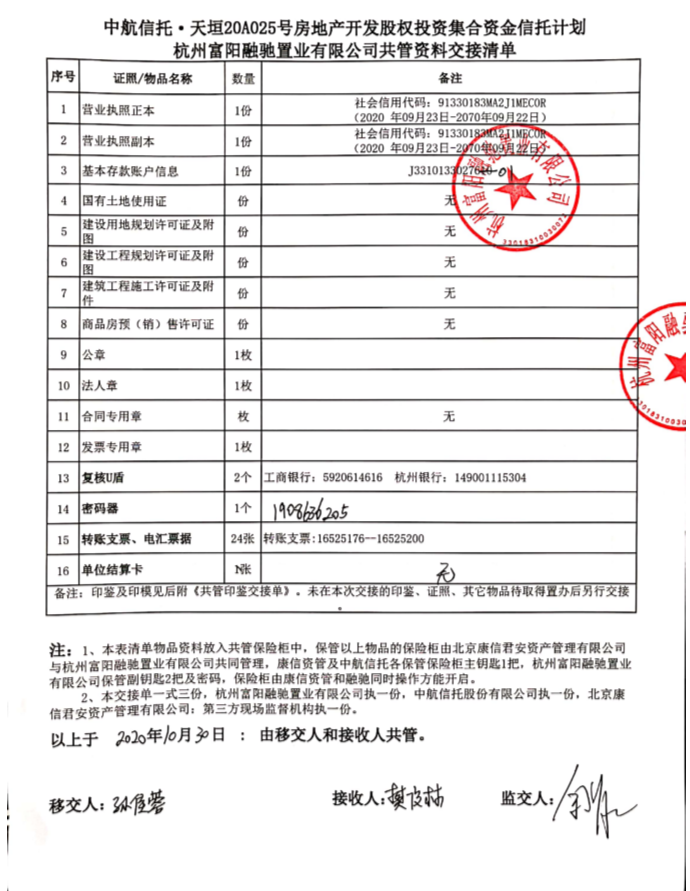 中航信托·天垣20A025号房地产开发股权投资集合资金信托计划
杭州富阳融驰置业有限公司共管资料交接清单
序号 证照/物品名称 数量 备注
1 营业执照正本 1份 社会信用代码：91330183MA2J1MECOR
（2020 年09月23日-2070年09月22日）
2 营业执照副本 1份 社会信用代码：91330183MA2J1MECOR
（2020 年09月23日-2070年09月22日）
3 基本存款账户信息 1份 J3310133027610-01
4 国有土地使用证 份 无
5 建设用地规划许可证及附
图 份 无
6 建设工程规划许可证及附
图 份 无
7 建筑工程施工许可证及附
件 份 无
8 商品房预（销）售许可证 份 无
9 公章 1枚
10 法人章 1枚
11 合同专用章 枚 无
12 发票专用章 1枚
13 复核U盾 2个 工商银行：5920614616 杭州银行：149001115304
14 密码器 1个 1908636205
15 转账支票、电汇票据 24张 转账支票:16525176--16525200
16 单位结算卡 N张 无
备注：印鉴及印模见后附《共管印鉴交接单》。未在本次交接的印鉴、证照、其它物品待取得置办后另行交接
。
注：1、本表清单物品资料放入共管保险柜中，保管以上物品的保险柜由北京康信君安资产管理有限公司
与杭州富阳融驰置业有限公司共同管理，康信资管及中航信托各保管保险柜主钥匙1把，杭州富阳融驰置业
有限公司保管副钥匙2把及密码，保险柜由康信资管和融驰同时操作方能开启。
2、本交接单一式三份，杭州富阳融驰置业有限公司执一份，中航信托股份有限公司执一份，北京康
信君安资产管理有限公司；第三方现场监督机构执一份。
以上于 2020年10月30日 ：由移交人和接收人共管。
移交人： 接收人： 监交人：